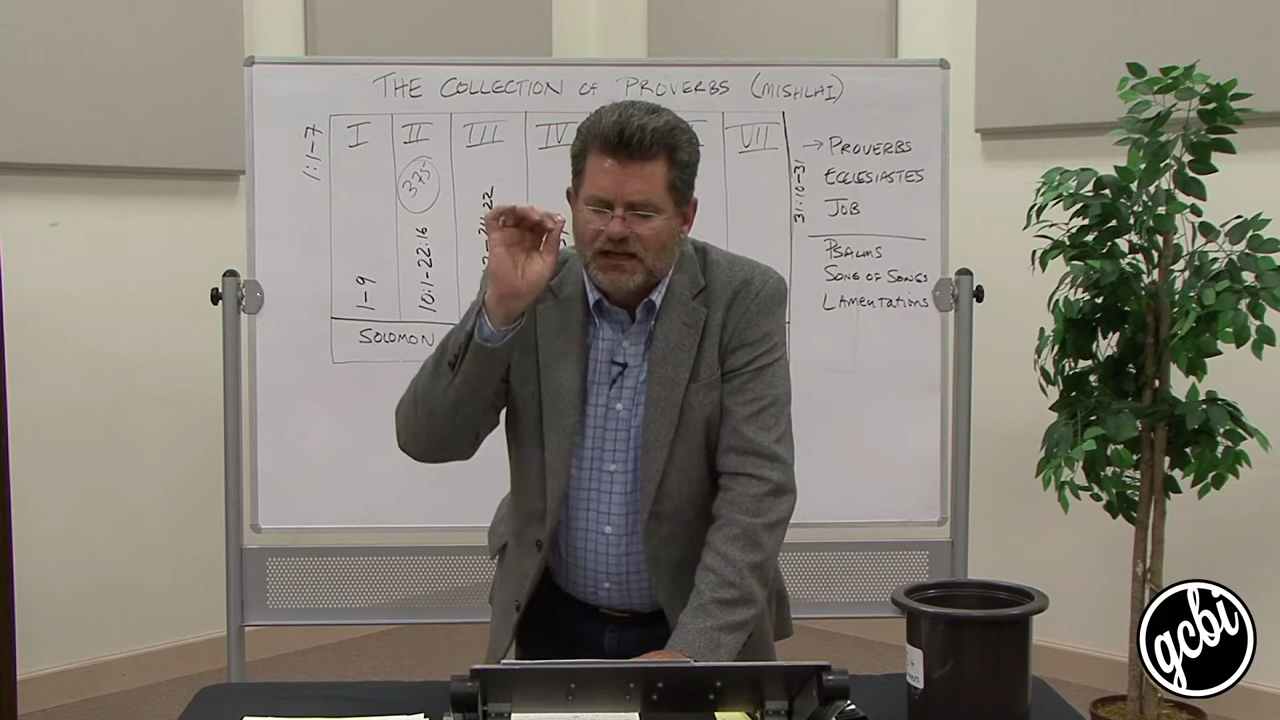 THE COLLECTION OF PROVERBS (MISHLAI)
1:1-7
I II III IV VII
375
1-9
10:1-22:16
SOLOMON
31:10-31
→ PROVERBS
ECCLESIASTES
JOB
PSALMS
SONG OF SONGS
LAMENTATIONS
gcbi